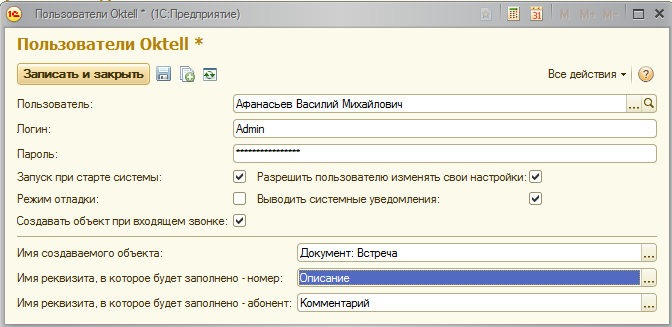 1С Пользователи Oktell * (1С:Предприятие) 31 M M+ M-
Пользователи Oktell *
Записать и закрыть Все действия ?
Пользователь: Афанасьев Василий Михайлович ...
Логин: Admin
Пароль: ****************
Запуск при старте системы: Разрешить пользователю изменять свои настройки:
Режим отладки: Выводить системные уведомления:
Создавать объект при входящем звонке:
Имя создаваемого объекта: Документ: Встреча ...
Имя реквизита, в которое будет заполнено - номер: Описание ...
Имя реквизита, в которое будет заполнено - абонент: Комментарий ...